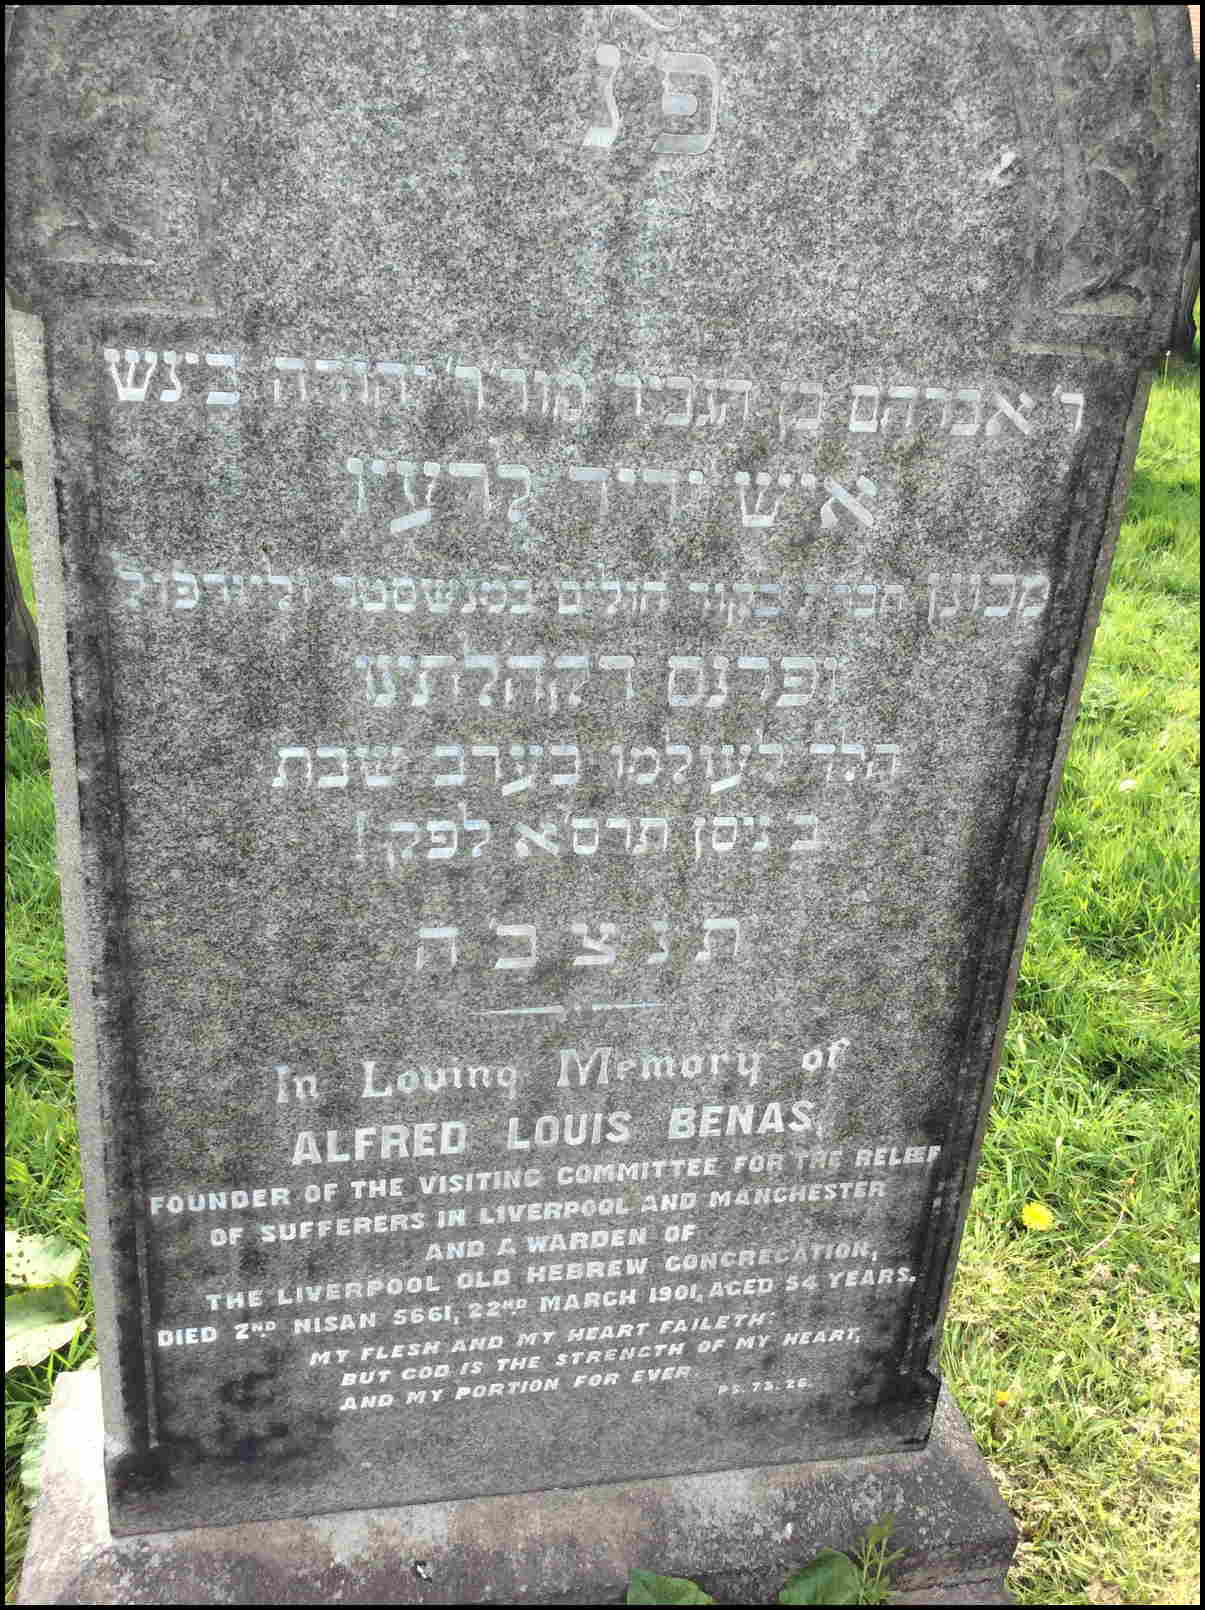 פ נ
ר' אברהם בן הגביר מור"ר יהודה בינש
איש ידיד לרעיו
מכונן חברת בקור חולים במנשסטר וליורפול
ופרנם דקהלתנו
הלך לעולמו בערב שבת
ב ניסן תרס"א לפק!
ת נ צ ב ה
In Loving Memory of
ALFRED LOUIS BENAS,
FOUNDER OF THE VISITING COMMITTEE FOR THE RELIEF
OF SUFFERERS IN LIVERPOOL AND MANCHESTER
AND A WARDEN OF
THE LIVERPOOL OLD HEBREW CONGREGATION,
DIED 2ND NISAN 5661, 22ND MARCH 1901, AGED 54 YEARS.
MY FLESH AND MY HEART FAILETH:
BUT GOD IS THE STRENGTH OF MY HEART,
AND MY PORTION FOR EVER
PS. 73. 26.